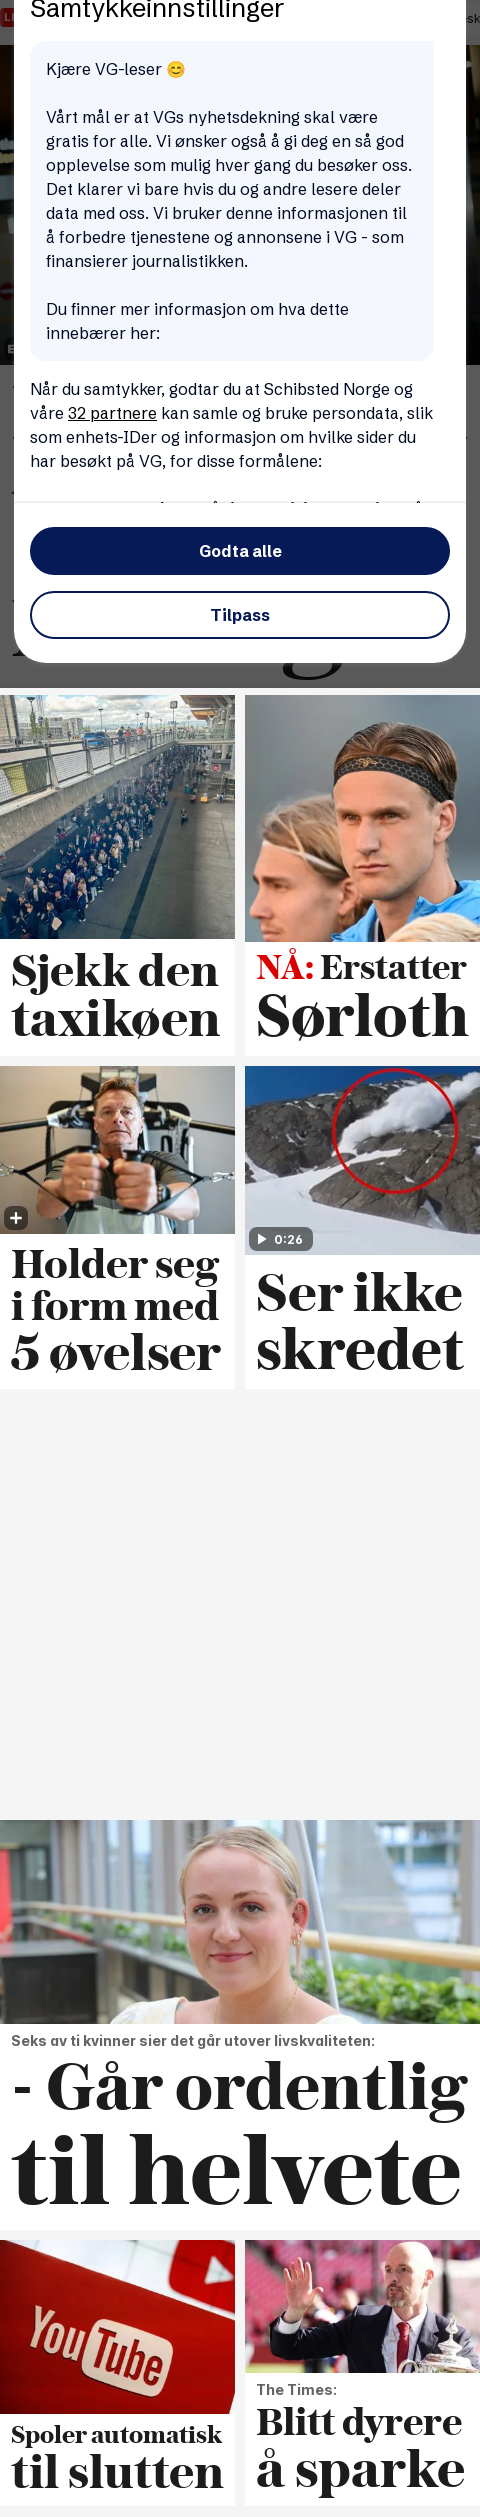 Samtykkeinnstillinger
Kjære VG-leser 😊
Vårt mål er at VGs nyhetsdekning skal være
gratis for alle. Vi ønsker også å gi deg en så god
opplevelse som mulig hver gang du besøker oss.
Det klarer vi bare hvis du og andre lesere deler
data med oss. Vi bruker denne informasjonen til
å forbedre tjenestene og annonsene i VG - som
finansierer journalistikken.
Du finner mer informasjon om hva dette
innebærer her:
Når du samtykker, godtar du at Schibsted Norge og
våre 32 partnere kan samle og bruke persondata, slik
som enhets-IDer og informasjon om hvilke sider du
har besøkt på VG, for disse formålene:
Godta alle
Tilpass
Sjekk den
taxikøen
NÅ: Erstatter
Sørloth
Holder seg
i form med
5 øvelser
0:26
Ser ikke
skredet
Seks av ti kvinner sier det går utover livskvaliteten:
- Går ordentlig
til helvete
YouTube
Spoler automatisk
til slutten
The Times:
Blitt dyrere
å sparke